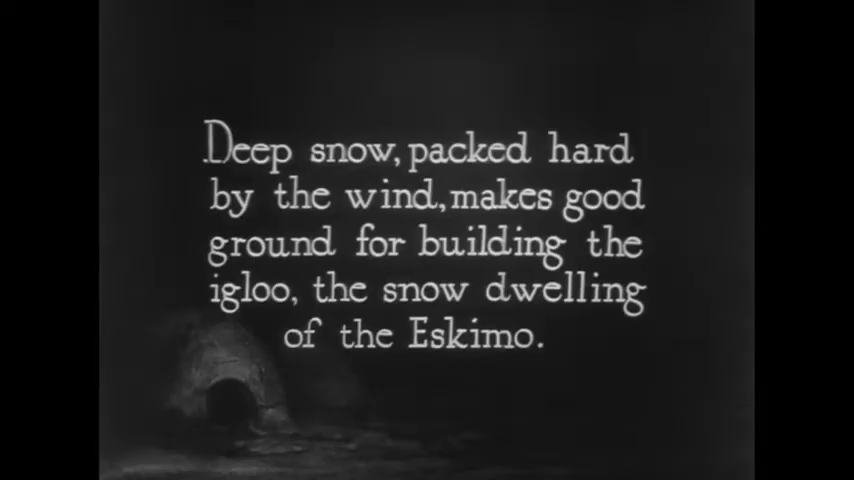 Deep snow, packed hard
by the wind, makes good
ground for building the
igloo, the snow dwelling
of the Eskimo.